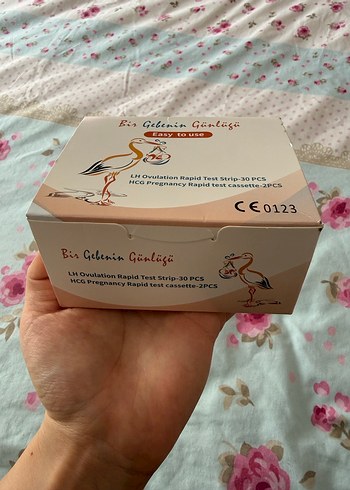 Bir Gebenin Günlüğü
Easy to use
LH Ovulation Rapid Test Strip-30 PCS
HCG Pregnancy Rapid test cassette-2PCS
CE 0123
Bir Gebenin Günlüğü
LH Ovulation Rapid Test Strip-30 PCS
HCG Pregnancy Rapid test cassette-2PCS